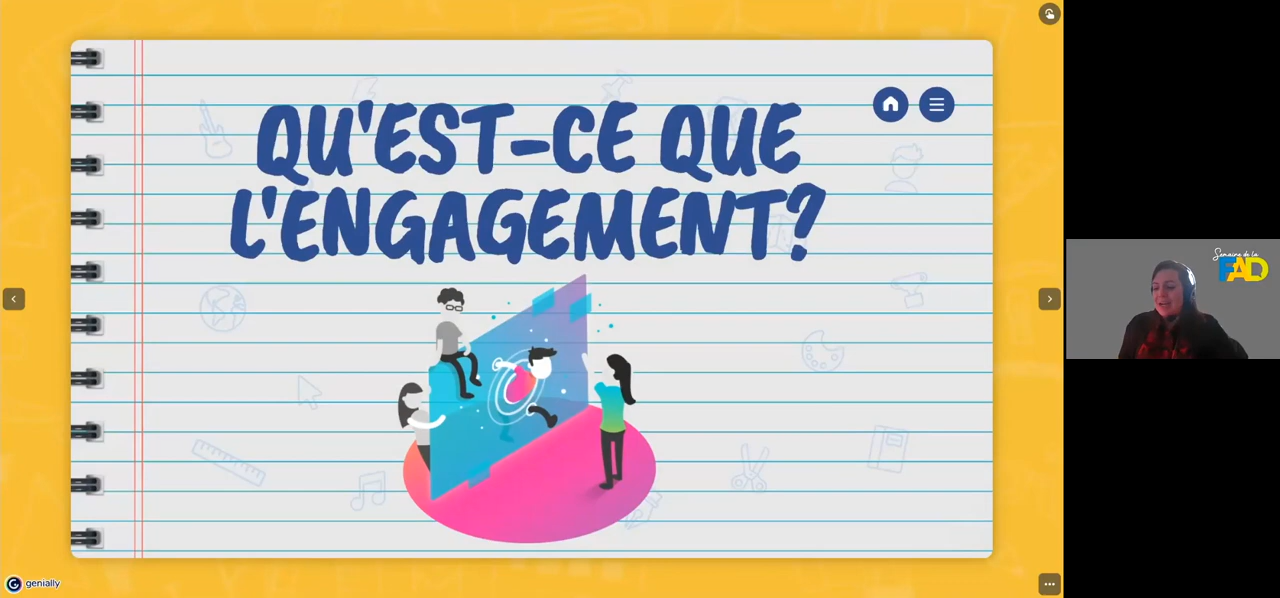 QU'EST-CE QUE
L'ENGAGEMENT?
Semaine de la
FAD
genially